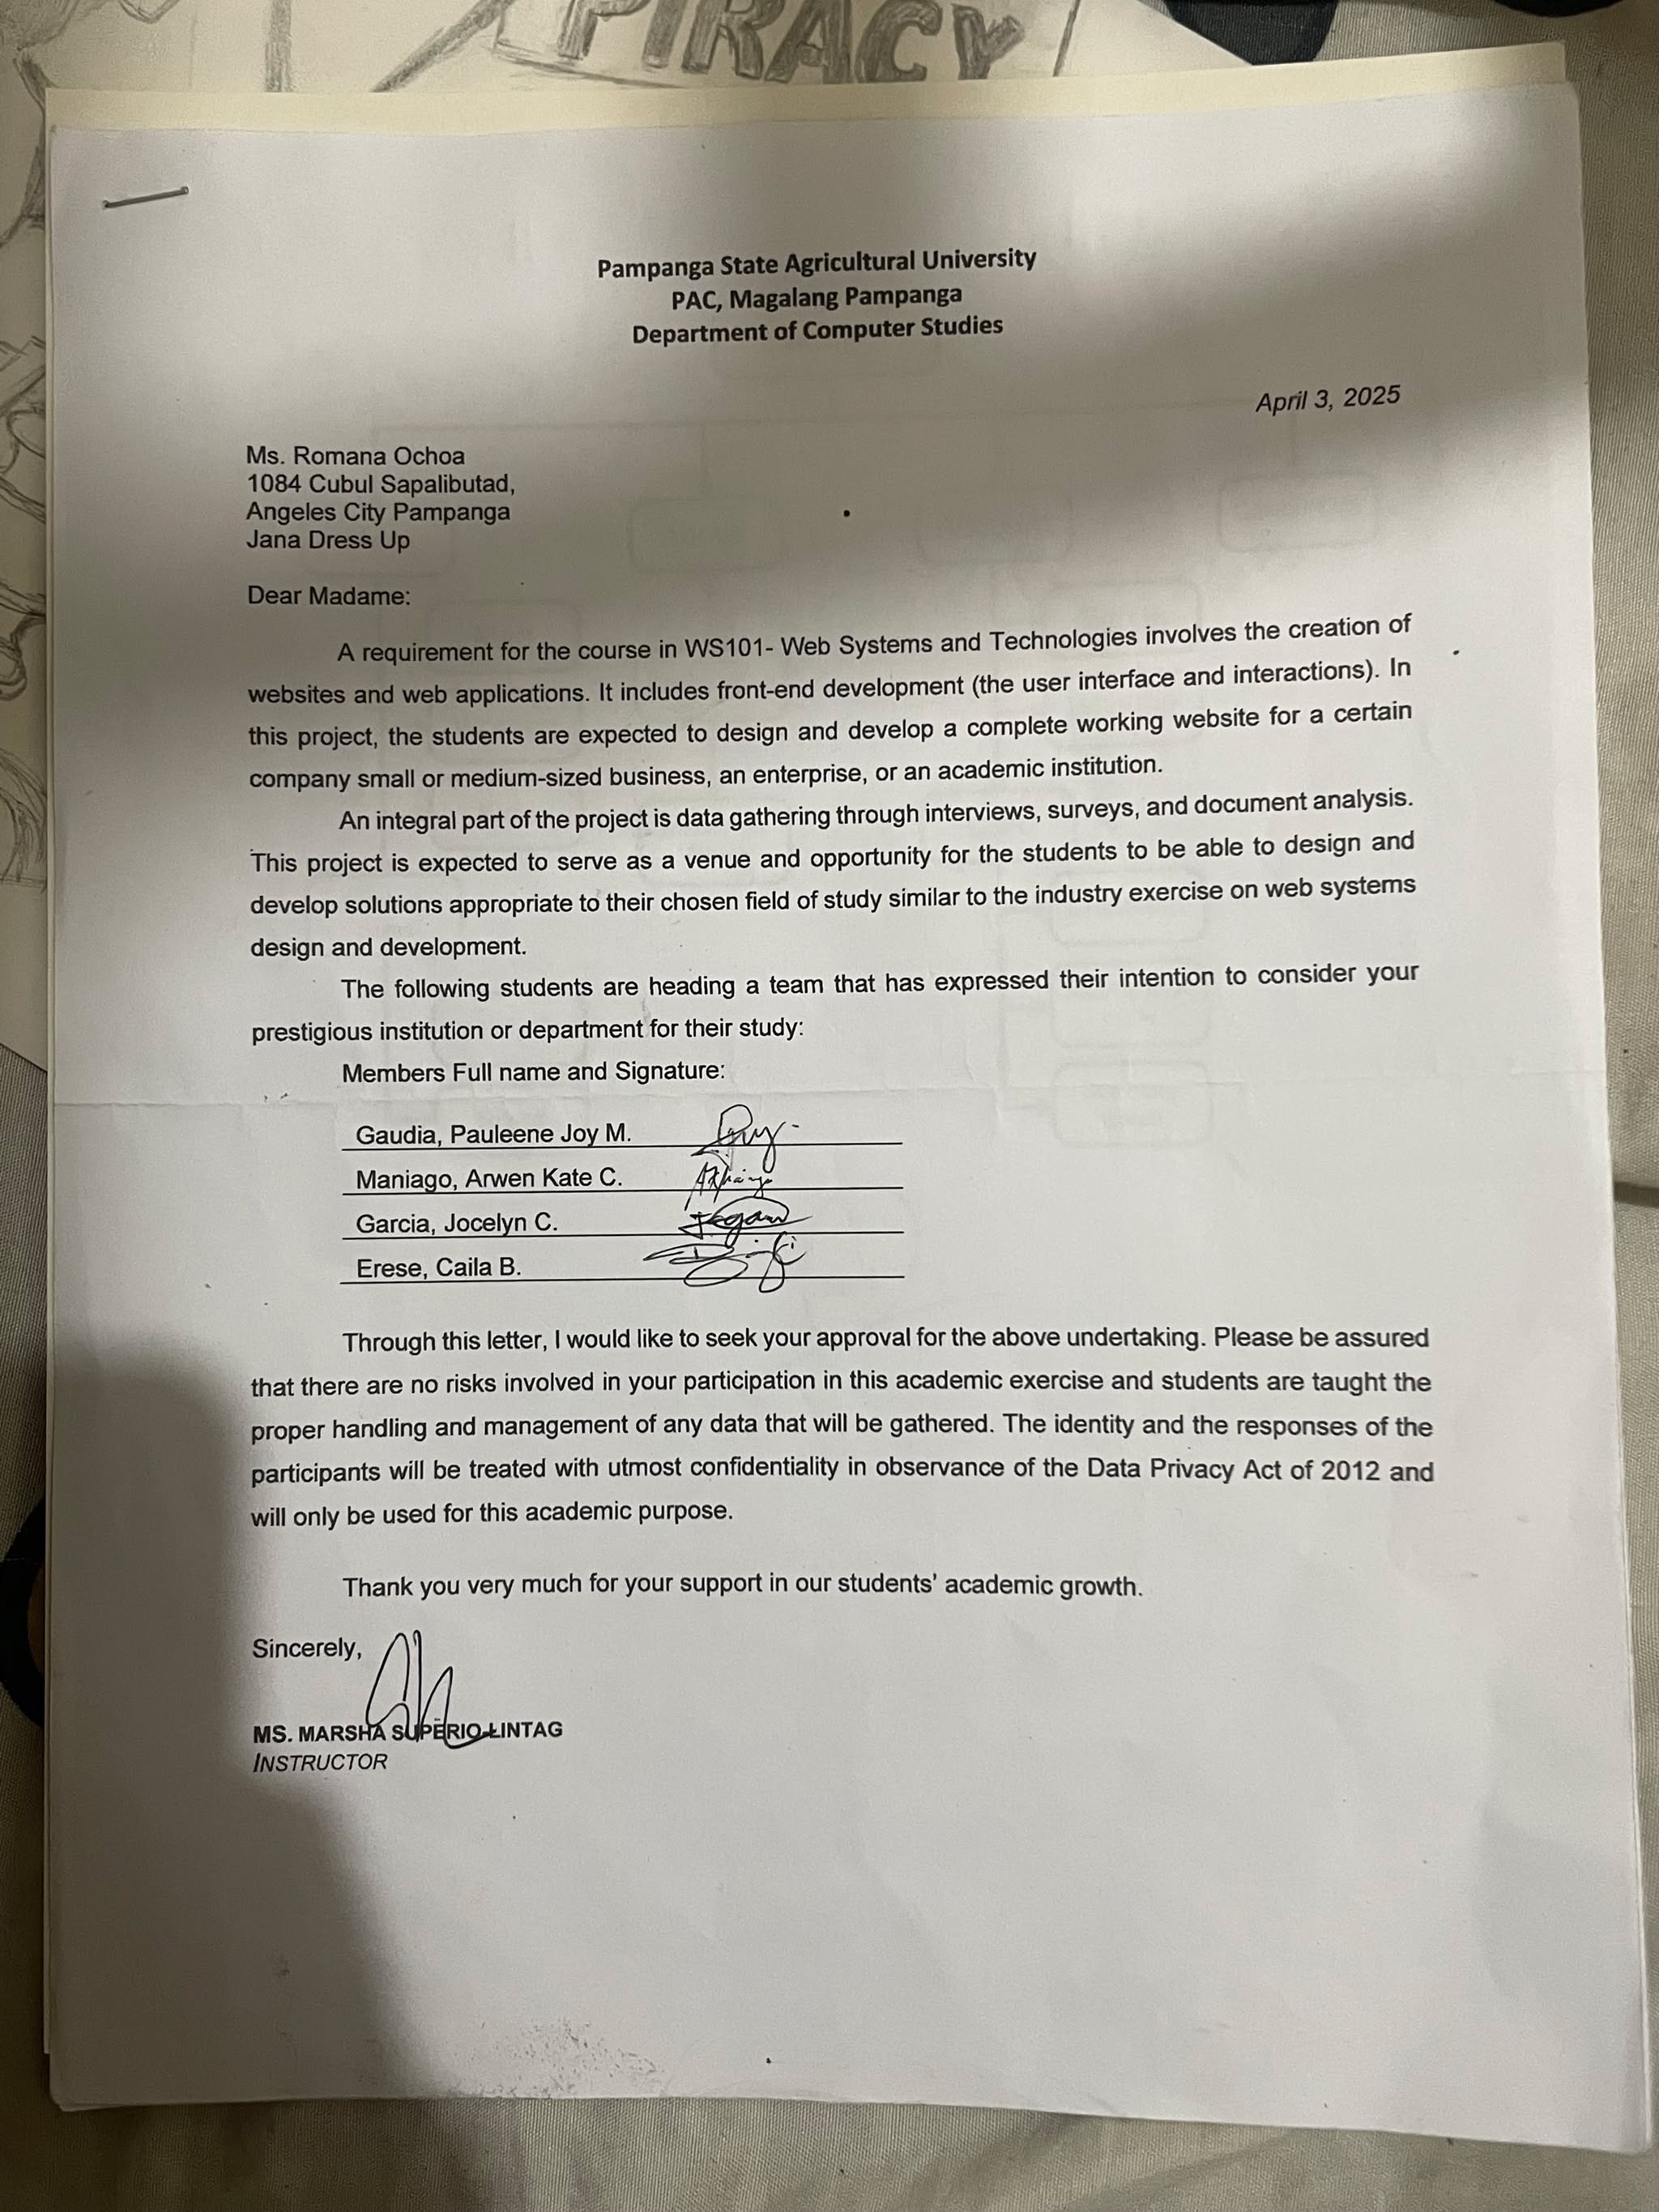 PIRACY
Pampanga State Agricultural University
PAC, Magalang Pampanga
Department of Computer Studies
April 3, 2025
Ms. Romana Ochoa
1084 Cubul Sapalibutad,
Angeles City Pampanga
Jana Dress Up
Dear Madame:
A requirement for the course in WS101- Web Systems and Technologies involves the creation of
websites and web applications. It includes front-end development (the user interface and interactions). In
this project, the students are expected to design and develop a complete working website for a certain
company small or medium-sized business, an enterprise, or an academic institution.
An integral part of the project is data gathering through interviews, surveys, and document analysis.
This project is expected to serve as a venue and opportunity for the students to be able to design and
develop solutions appropriate to their chosen field of study similar to the industry exercise on web systems
design and development.
The following students are heading a team that has expressed their intention to consider your
prestigious institution or department for their study:
Members Full name and Signature:
Gaudia, Pauleene Joy M.
Maniago, Arwen Kate C.
Garcia, Jocelyn C.
Erese, Caila B.
Through this letter, I would like to seek your approval for the above undertaking. Please be assured
that there are no risks involved in your participation in this academic exercise and students are taught the
proper handling and management of any data that will be gathered. The identity and the responses of the
participants will be treated with utmost confidentiality in observance of the Data Privacy Act of 2012 and
will only be used for this academic purpose.
Thank you very much for your support in our students' academic growth.
Sincerely,
MS. MARSHA SUPERIO-LINTAG
INSTRUCTOR